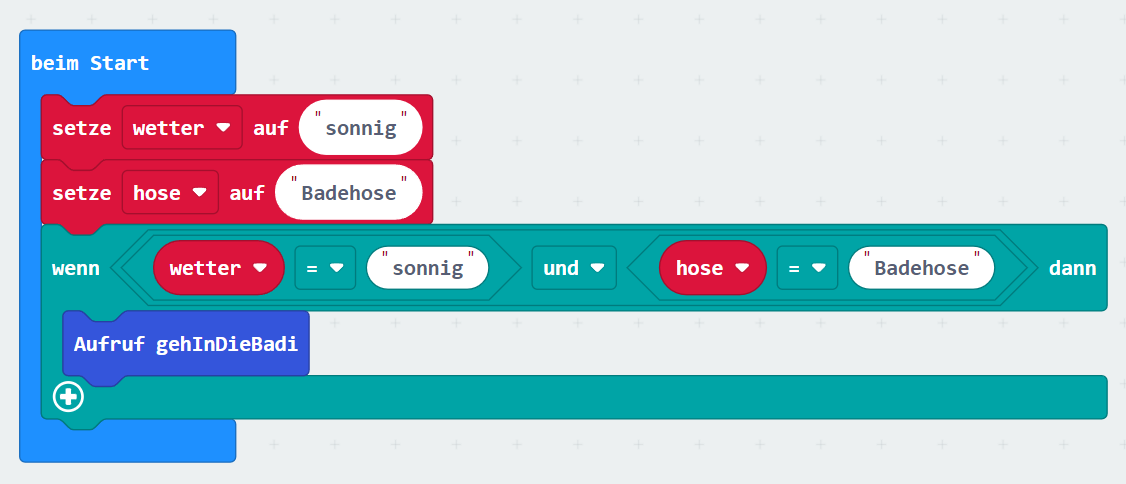 beim Start
setze wetter auf "sonnig"
setze hose auf "Badehose"
wenn wetter = "sonnig" und hose = "Badehose" dann
Aufruf gehInDieBadi